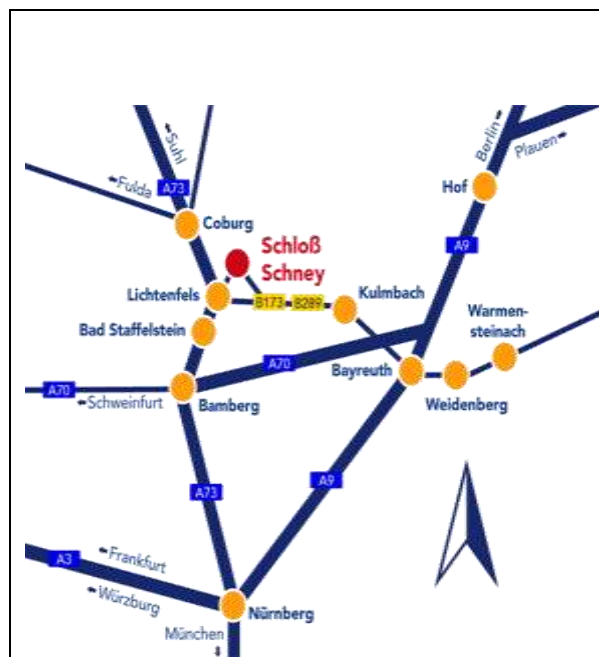 Berlin
Plauen
Suhl
Fulda
A73
Hof
Coburg
A9
Schloß
Schney
Lichtenfels
B173
B289
Kulmbach
Warmen-
steinach
Bad Staffelstein
A70
Bayreuth
A70
Schweinfurt
Bamberg
Weidenberg
A73
A9
A3
Frankfurt
Würzburg
Nürnberg
München